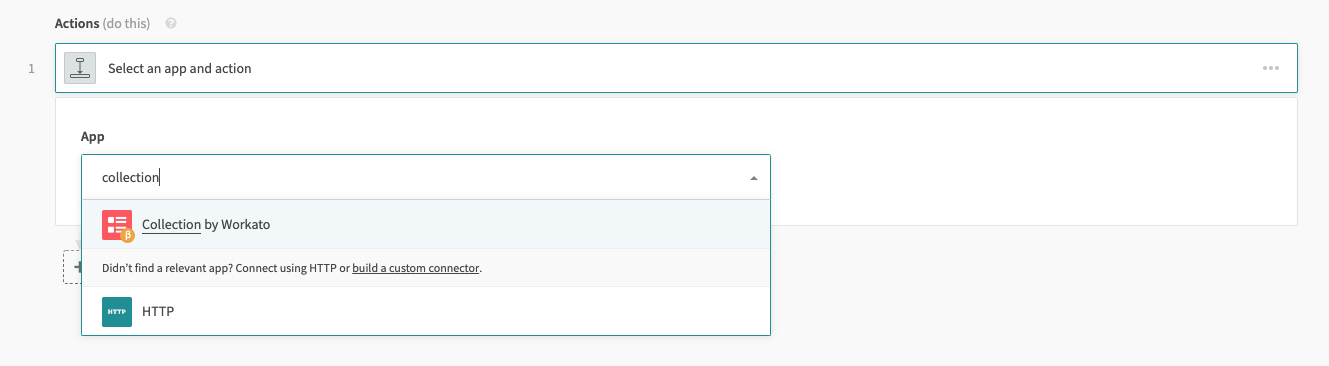 Actions (do this) ?
1 Select an app and action
App
collection
Collection by Workato
β
Didn't find a relevant app? Connect using HTTP or build a custom connector.
HTTP HTTP